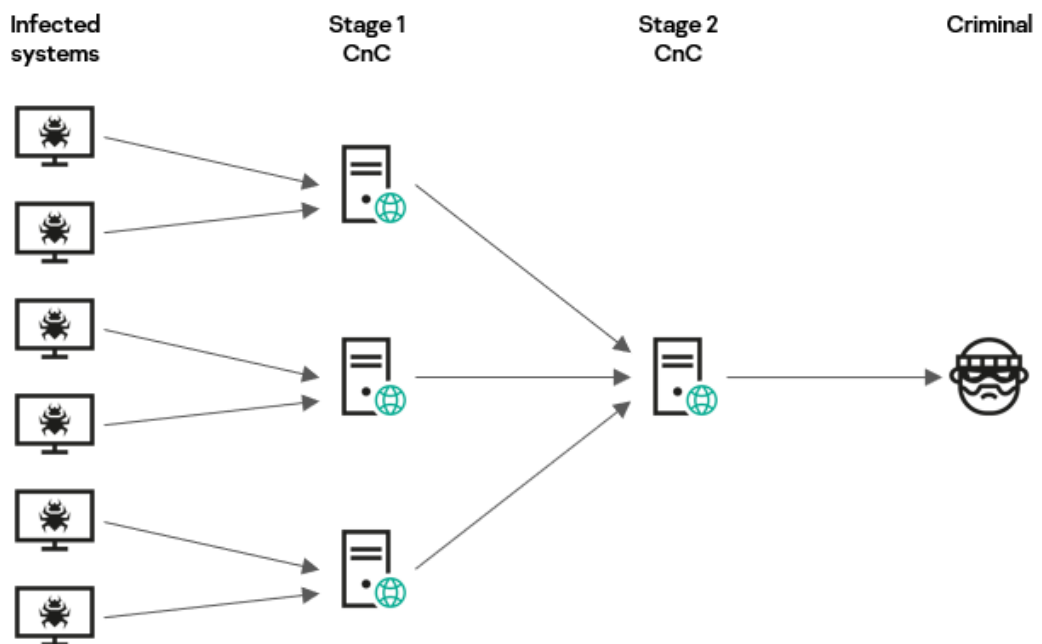 Infected
systems
Stage 1
CnC
Stage 2
CnC
Criminal